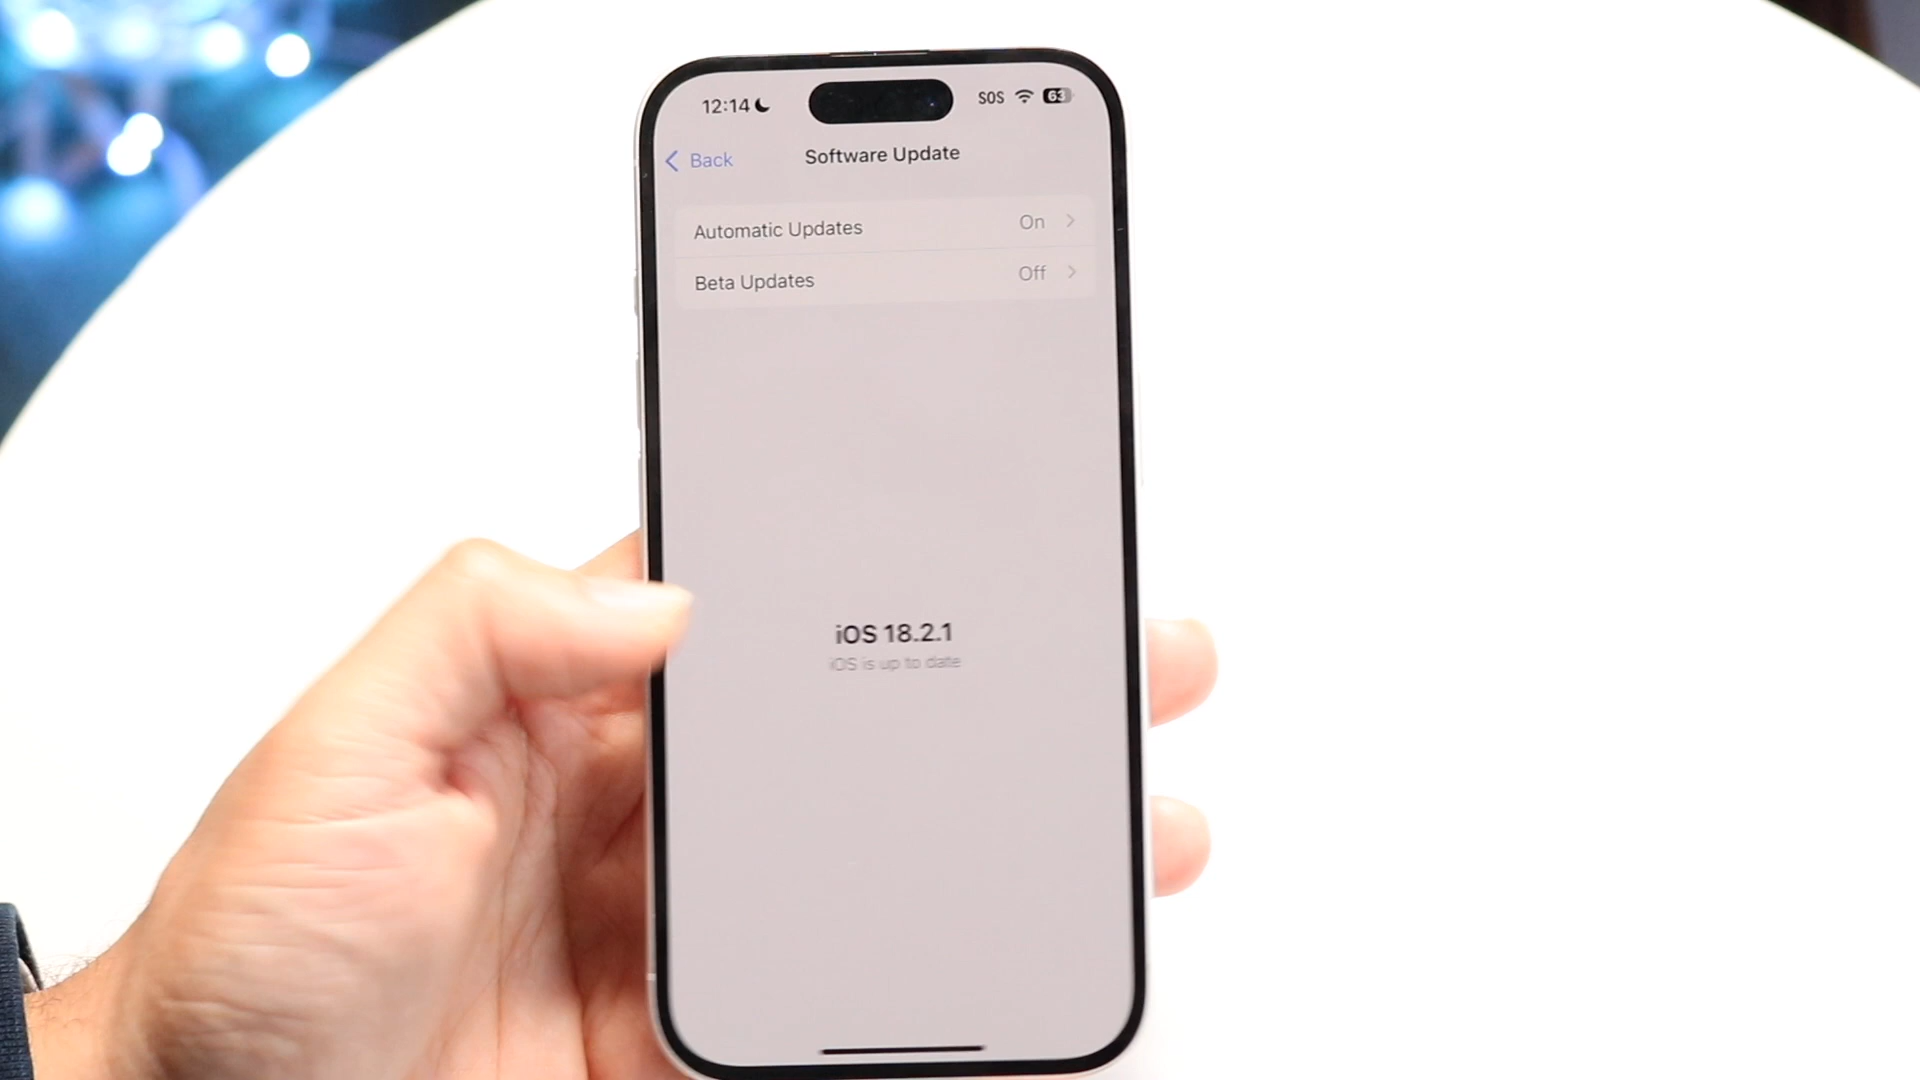 12:14 SOS 63
Back Software Update
Automatic Updates On
Beta Updates Off
iOS 18.2.1
iOS is up to date